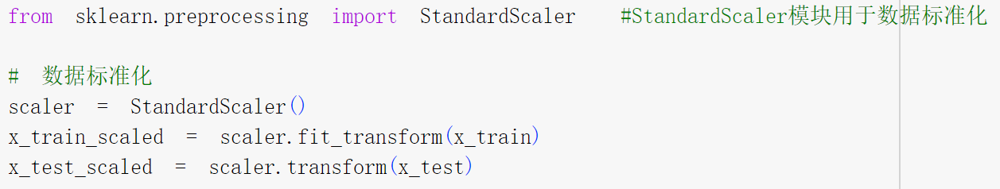 from sklearn.preprocessing import StandardScaler #StandardScaler模块用于数据标准化
# 数据标准化
scaler = StandardScaler()
x_train_scaled = scaler.fit_transform(x_train)
x_test_scaled = scaler.transform(x_test)